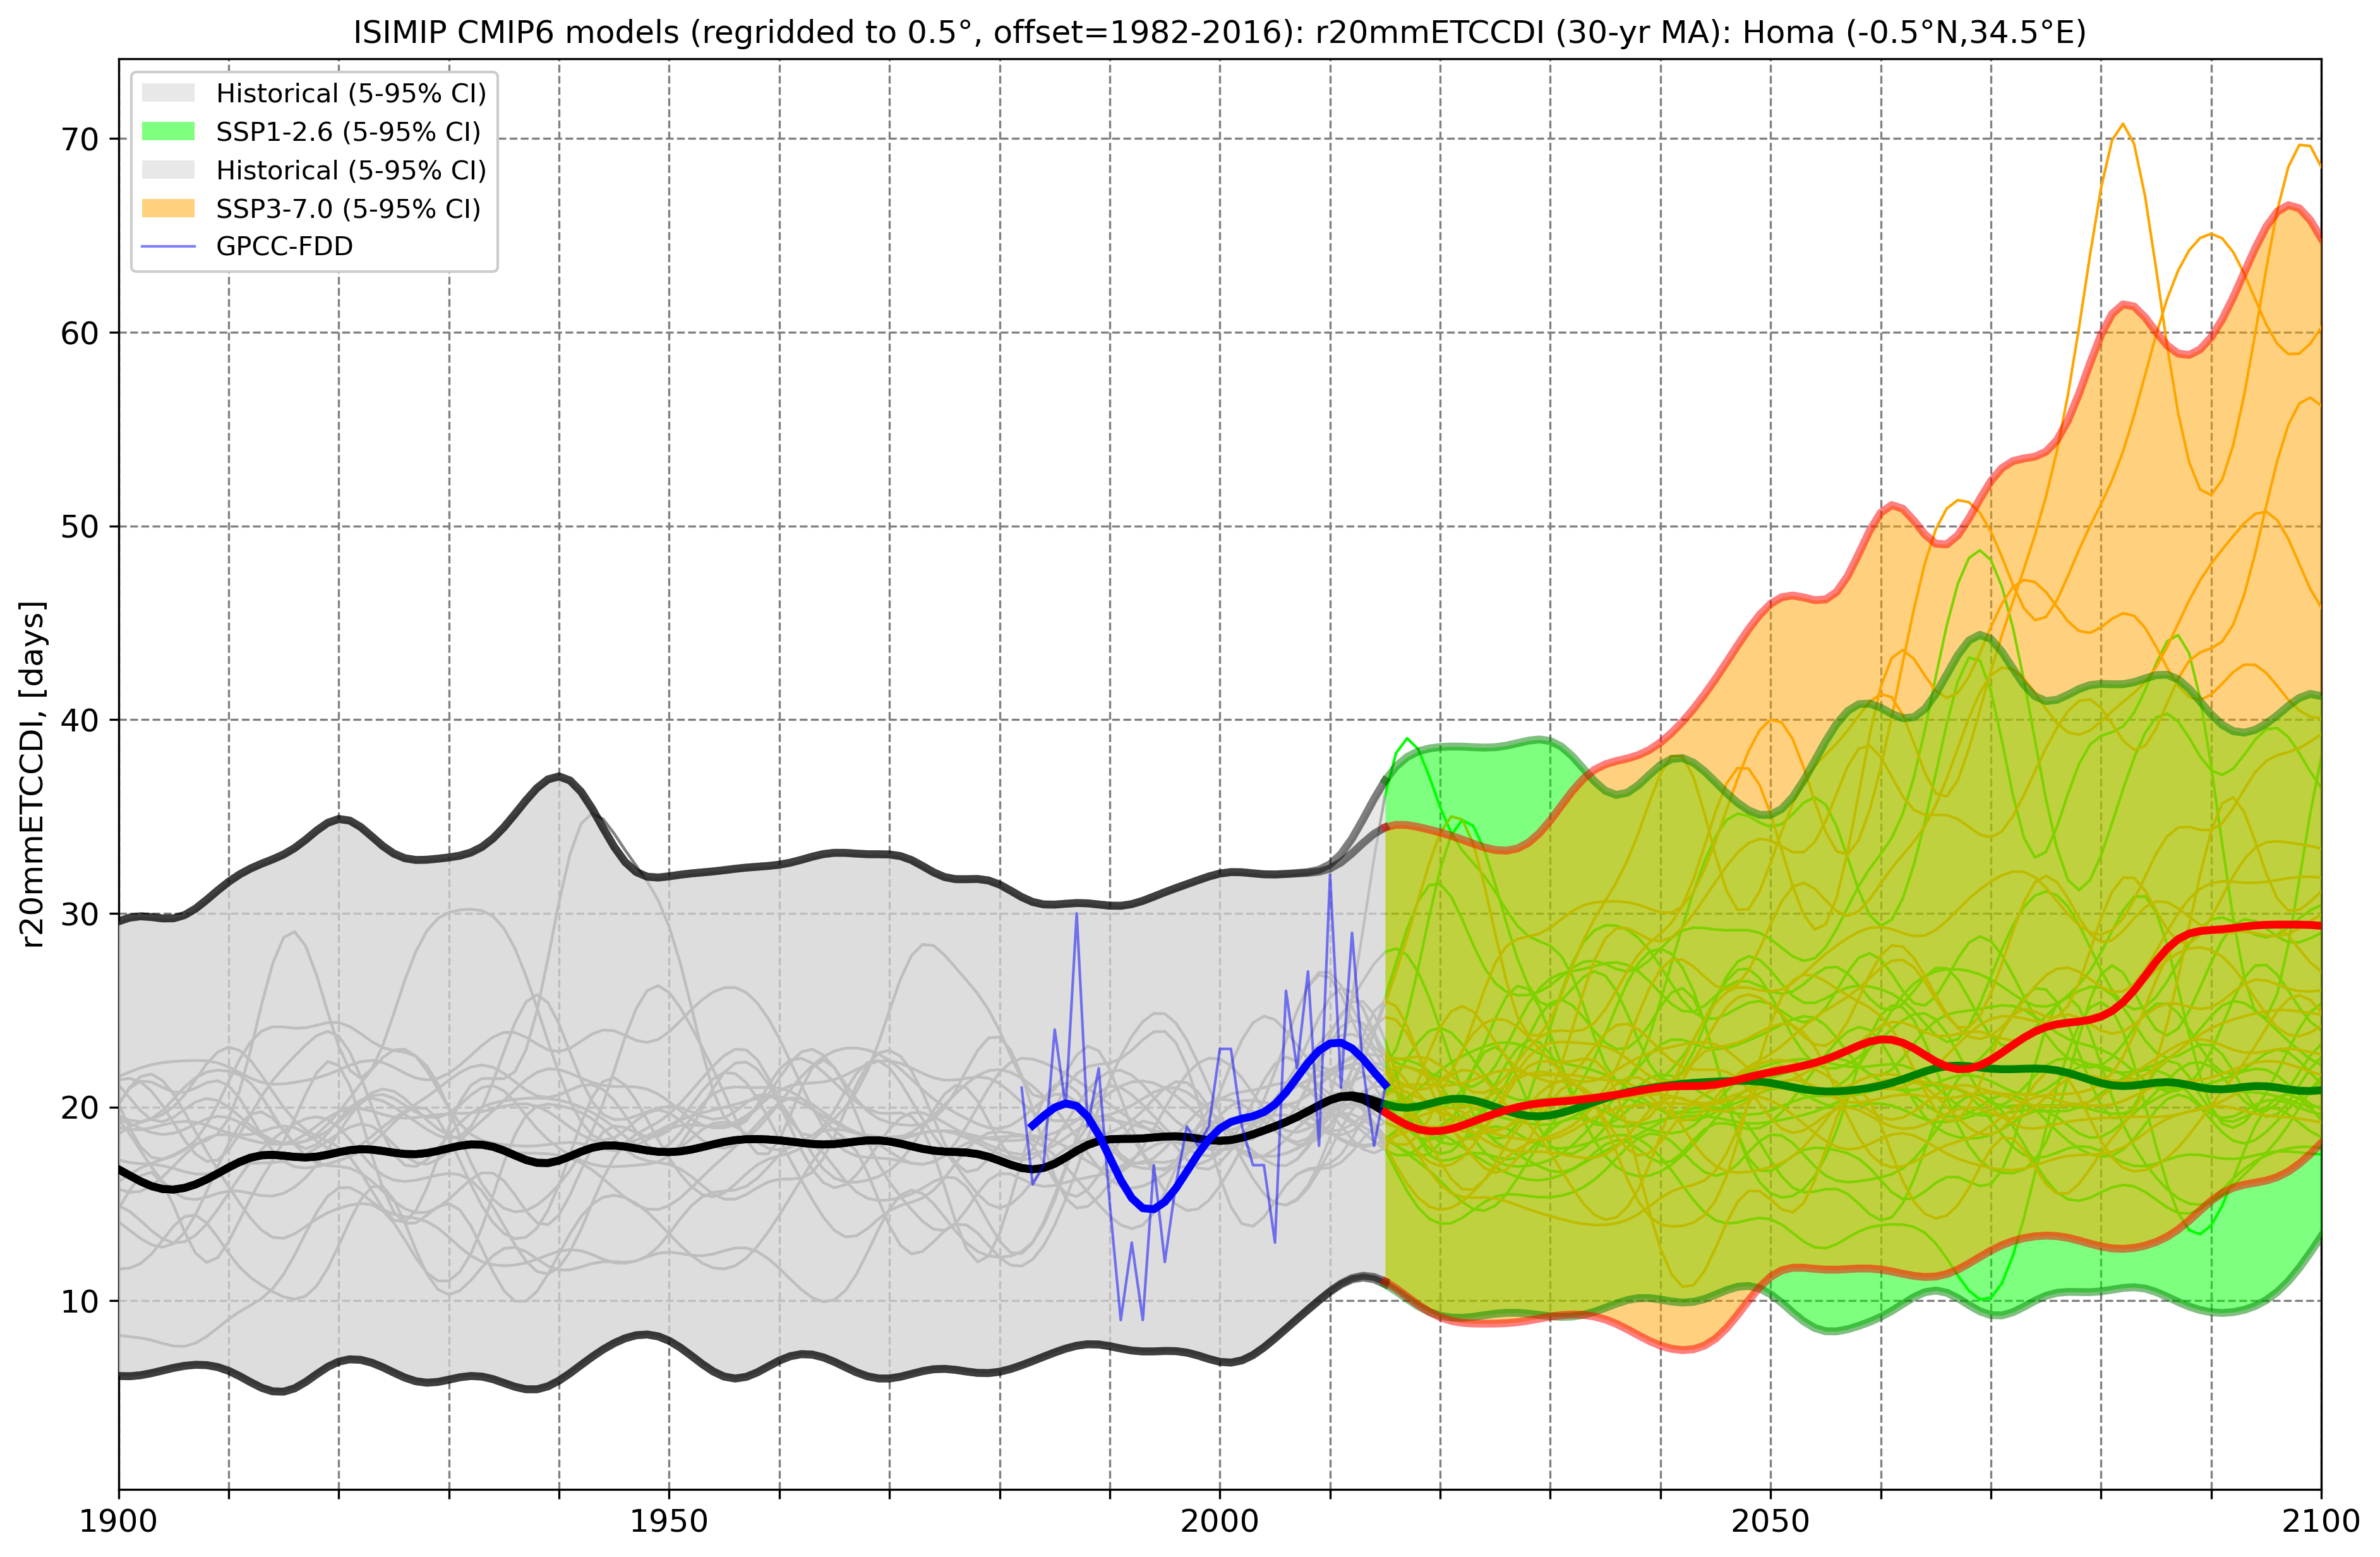 ISIMIP CMIP6 models (regridded to 0.5°, offset=1982-2016): r20mmETCCDI (30-yr MA): Homa (-0.5°N,34.5°E)
Historical (5-95% CI)
SSP1-2.6 (5-95% CI)
Historical (5-95% CI)
SSP3-7.0 (5-95% CI)
GPCC-FDD
r20mmETCCDI, [days]
70
60
50
40
30
20
10
1900
1950
2000
2050
2100